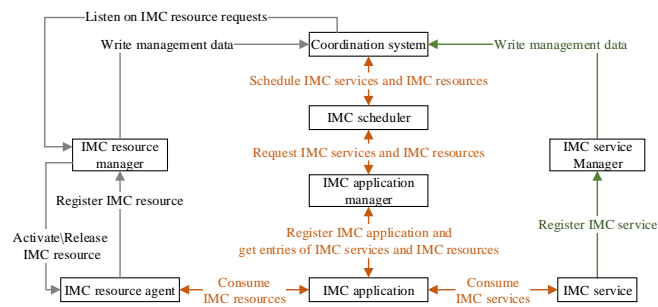 Listen on IMC resource requests
Write management data
Coordination system
Write management data
Schedule IMC services and IMC resources
IMC scheduler
IMC resource
manager
Request IMC services and IMC resources
IMC service
Manager
IMC application
manager
Register IMC resource
Register IMC application and
get entries of IMC services and IMC resources
Register IMC service
Activate\Release
IMC resource
IMC resource agent
Consume
IMC resources
IMC application
Consume
IMC services
IMC service